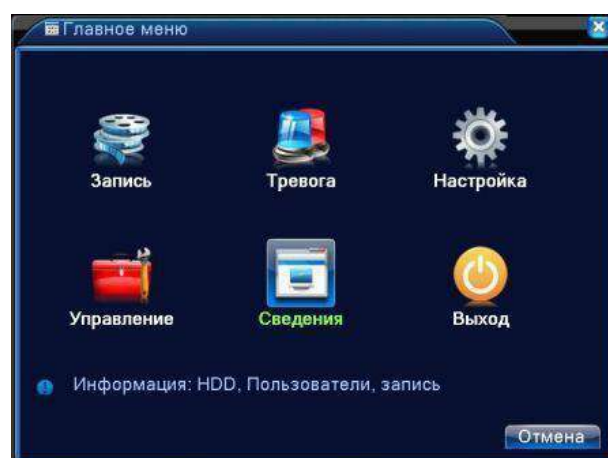 Главное меню
Запись Тревога Настройка
Управление Сведения Выход
Информация: HDD, Пользователи, запись
Отмена